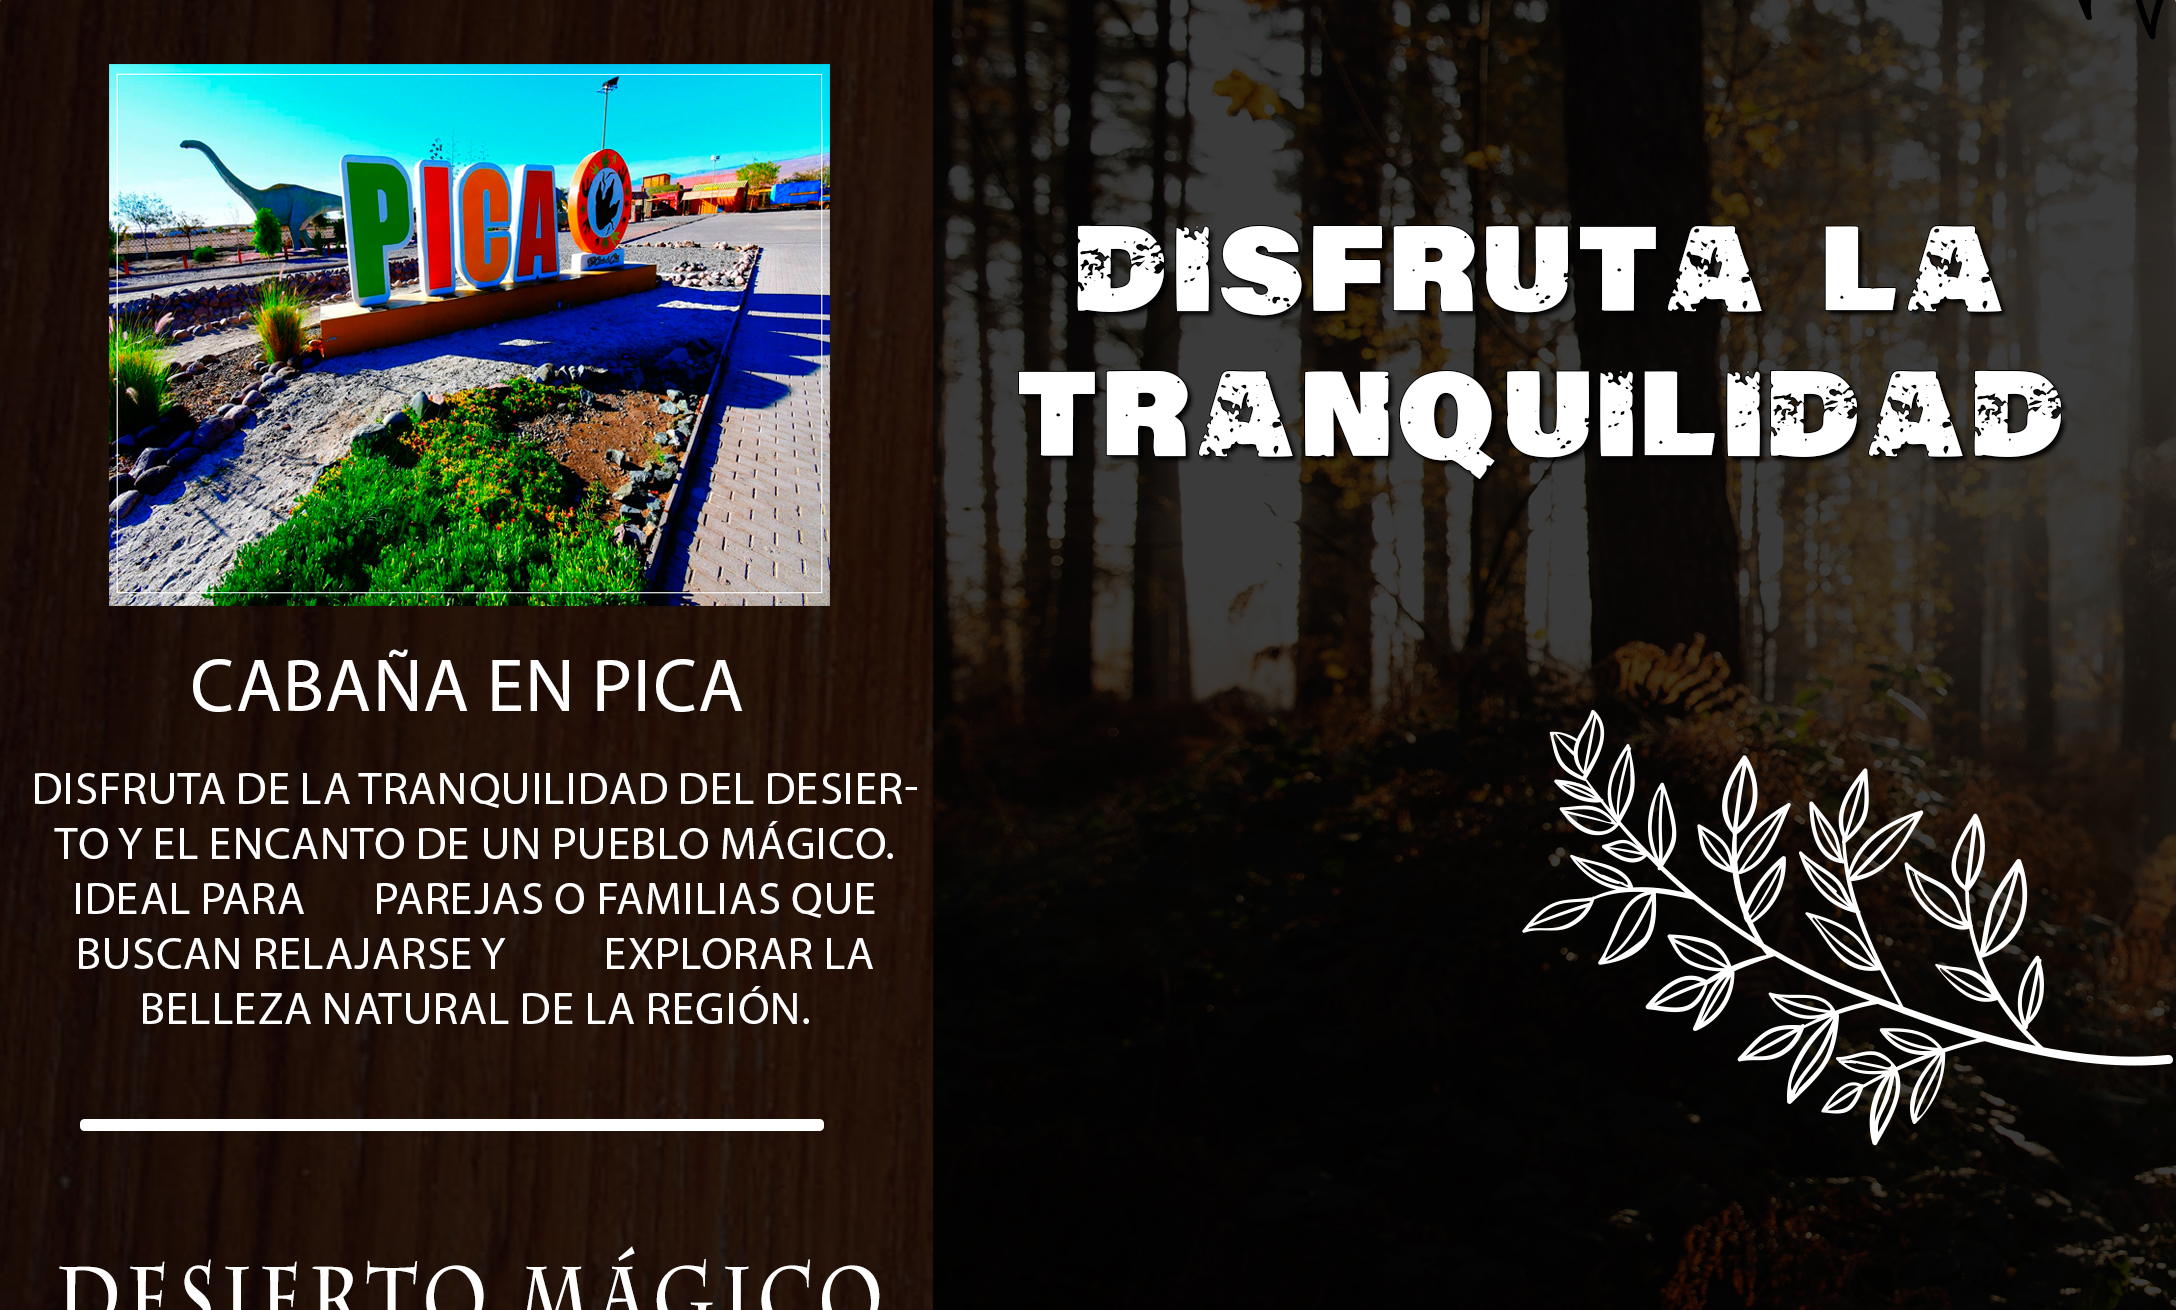 PICA
CABAÑA EN PICA
DISFRUTA DE LA TRANQUILIDAD DEL DESIER-
TO Y EL ENCANTO DE UN PUEBLO MÁGICO.
IDEAL PARA PAREJAS O FAMILIAS QUE
BUSCAN RELAJARSE Y EXPLORAR LA
BELLEZA NATURAL DE LA REGIÓN.
DESIERTO MÁGICO
DISFRUTA LA
TRANQUILIDAD